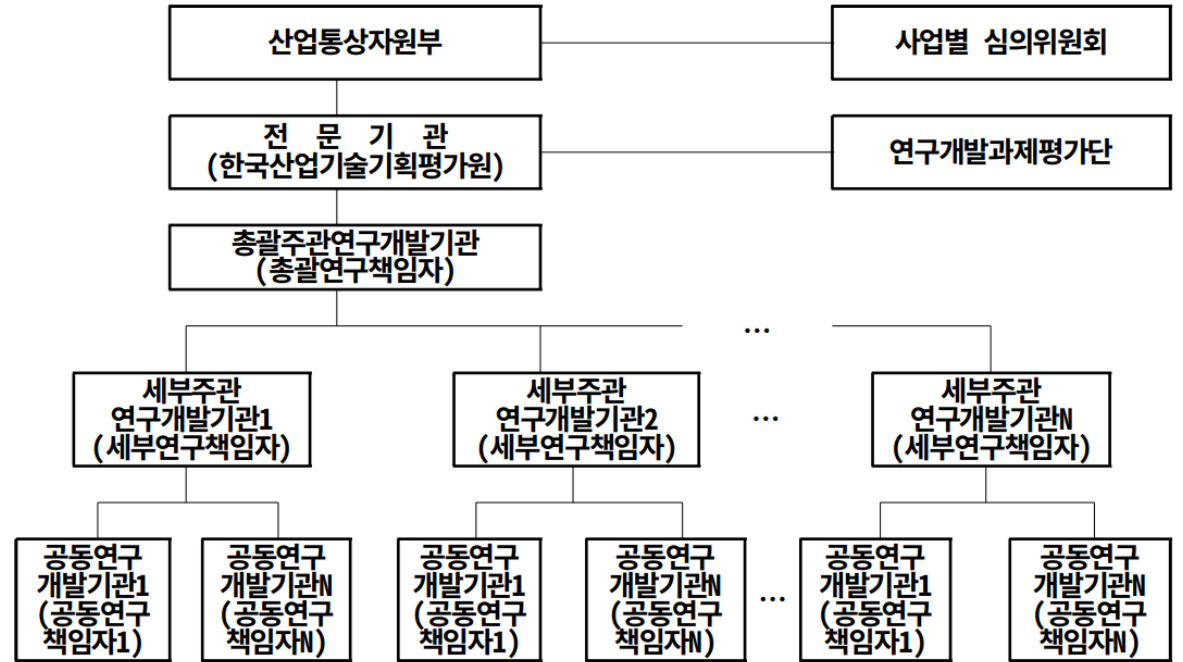 산업통상자원부
사업별 심의위원회
전 문 기 관
(한국산업기술기획평가원)
연구개발과제평가단
총괄주관연구개발기관
(총괄연구책임자)
...
세부주관
연구개발기관1
(세부연구책임자)
세부주관
연구개발기관2
(세부연구책임자)
...
세부주관
연구개발기관N
(세부연구책임자)
공동연구
개발기관1
(공동연구
책임자1)
공동연구
개발기관N
(공동연구
책임자N)
공동연구
개발기관1
(공동연구
책임자1)
공동연구
개발기관N
(공동연구
책임자N)
...
공동연구
개발기관1
(공동연구
책임자1)
공동연구
개발기관N
(공동연구
책임자N)